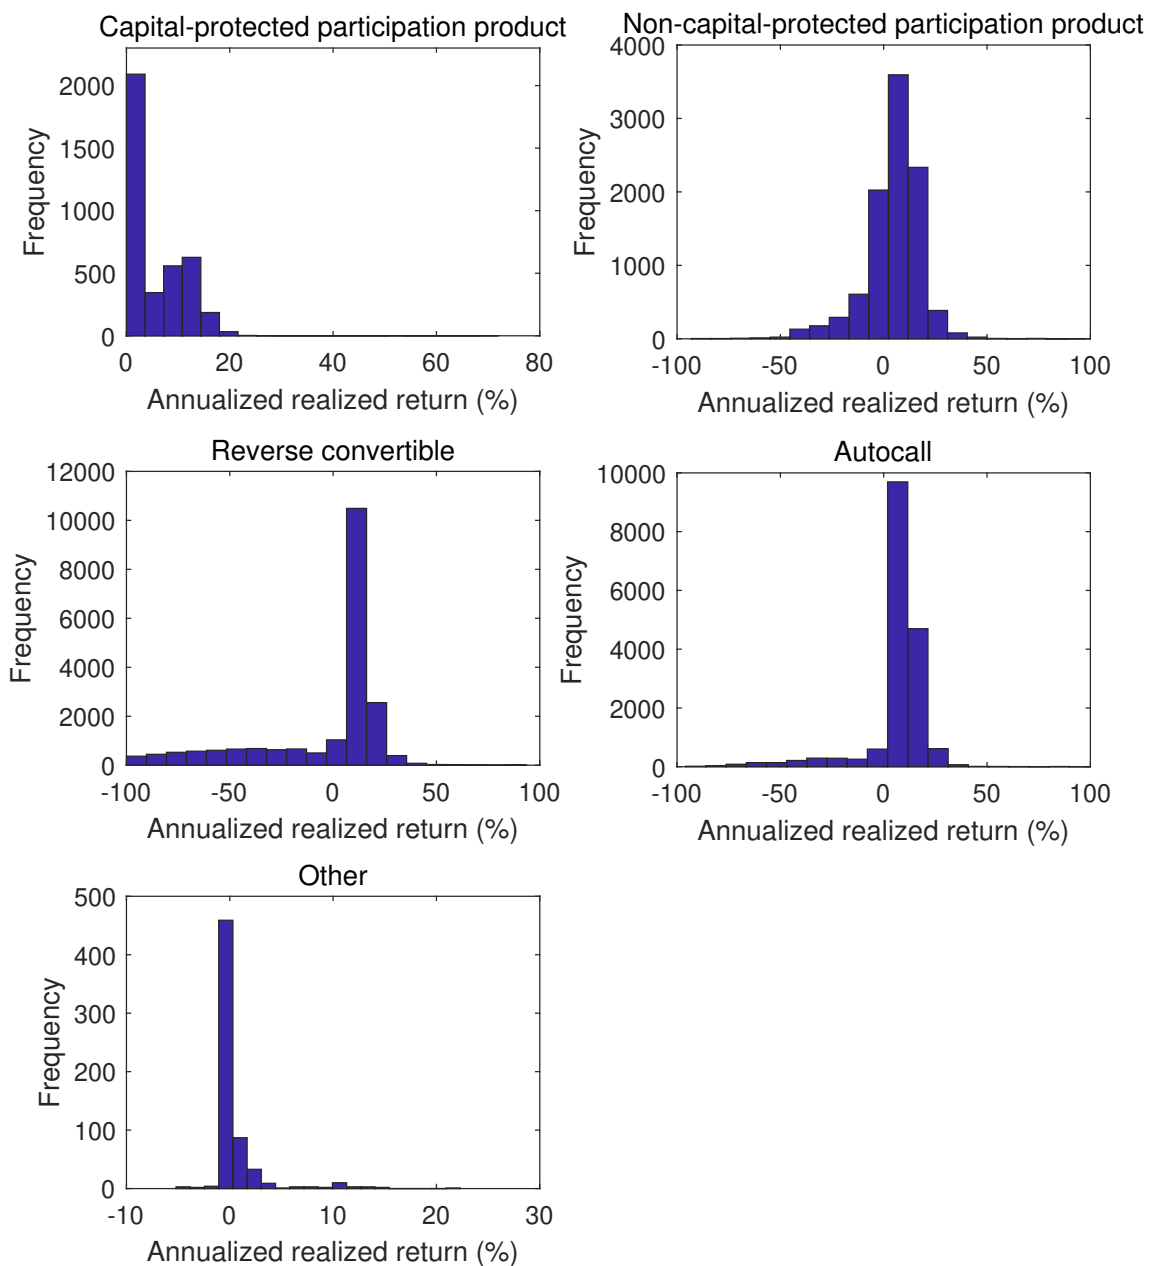 Capital-protected participation product
Frequency
2000
1500
1000
500
0
0 20 40 60 80
Annualized realized return (%)
Non-capital-protected participation product
Frequency
4000
3000
2000
1000
0
-100 -50 0 50 100
Annualized realized return (%)
Reverse convertible
Frequency
12000
10000
8000
6000
4000
2000
0
-100 -50 0 50 100
Annualized realized return (%)
Autocall
Frequency
10000
8000
6000
4000
2000
0
-100 -50 0 50 100
Annualized realized return (%)
Other
Frequency
500
400
300
200
100
0
-10 0 10 20 30
Annualized realized return (%)